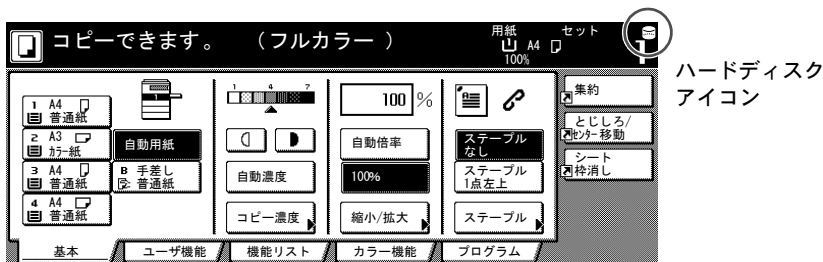 コピーできます。 （フルカラー ）
用紙 セット
A4
100%
1
ハードディスク
アイコン
1 A4
普通紙
2 A3
ｶﾗｰ紙
3 A4
普通紙
4 A4
普通紙
1
自動用紙
B 手差し
普通紙
1 4 7
自動濃度
コピー濃度
100 %
自動倍率
100%
縮小/拡大
ステープル
なし
ステープル
1点左上
ステープル
集約
とじしろ/
ｾﾝﾀｰ移動
シート
枠消し
基本 ユーザ機能 機能リスト カラー機能 プログラム